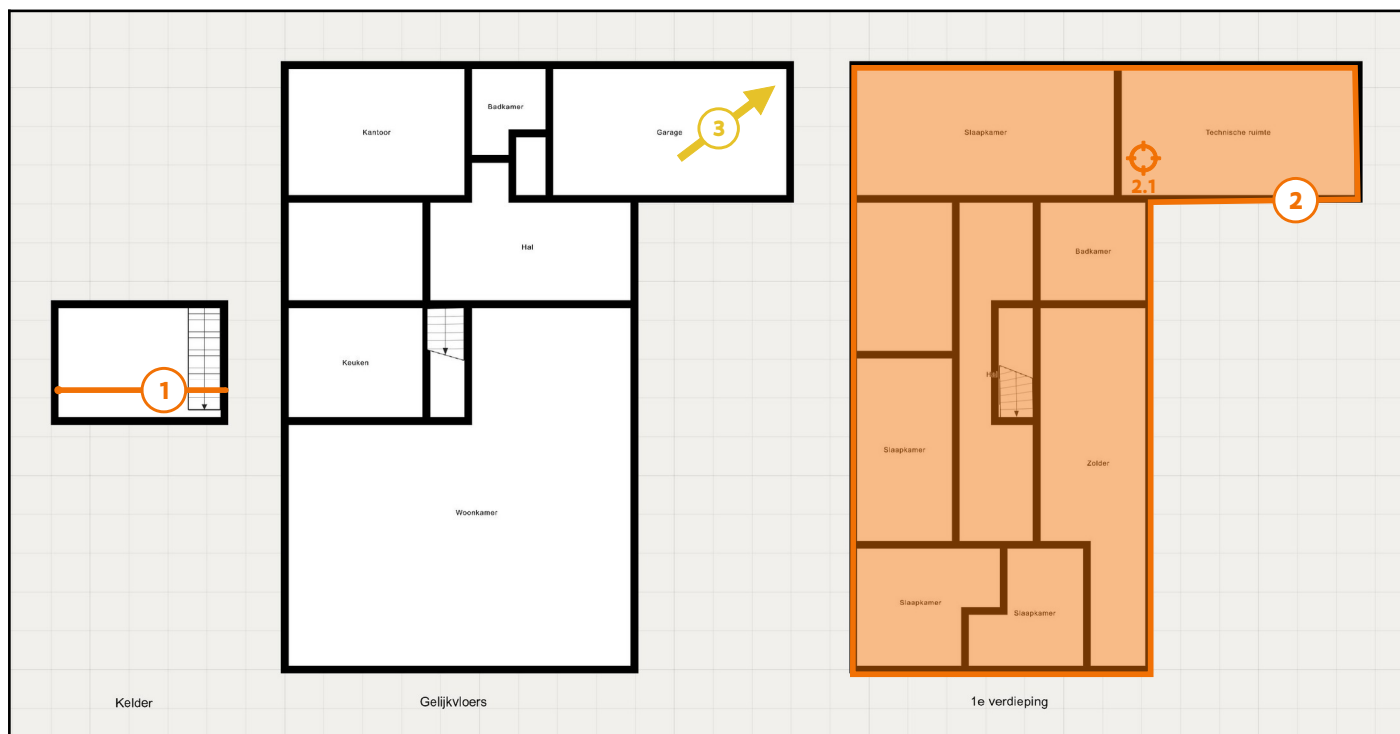 Kantoor
Badkamer
Garage
3
Hal
Keuken
Woonkamer
1
Slaapkamer
Technische ruimte
2.1
2
Badkamer
Hal
Slaapkamer
Zolder
Slaapkamer
Slaapkamer
Kelder
Gelijkvloers
1e verdieping